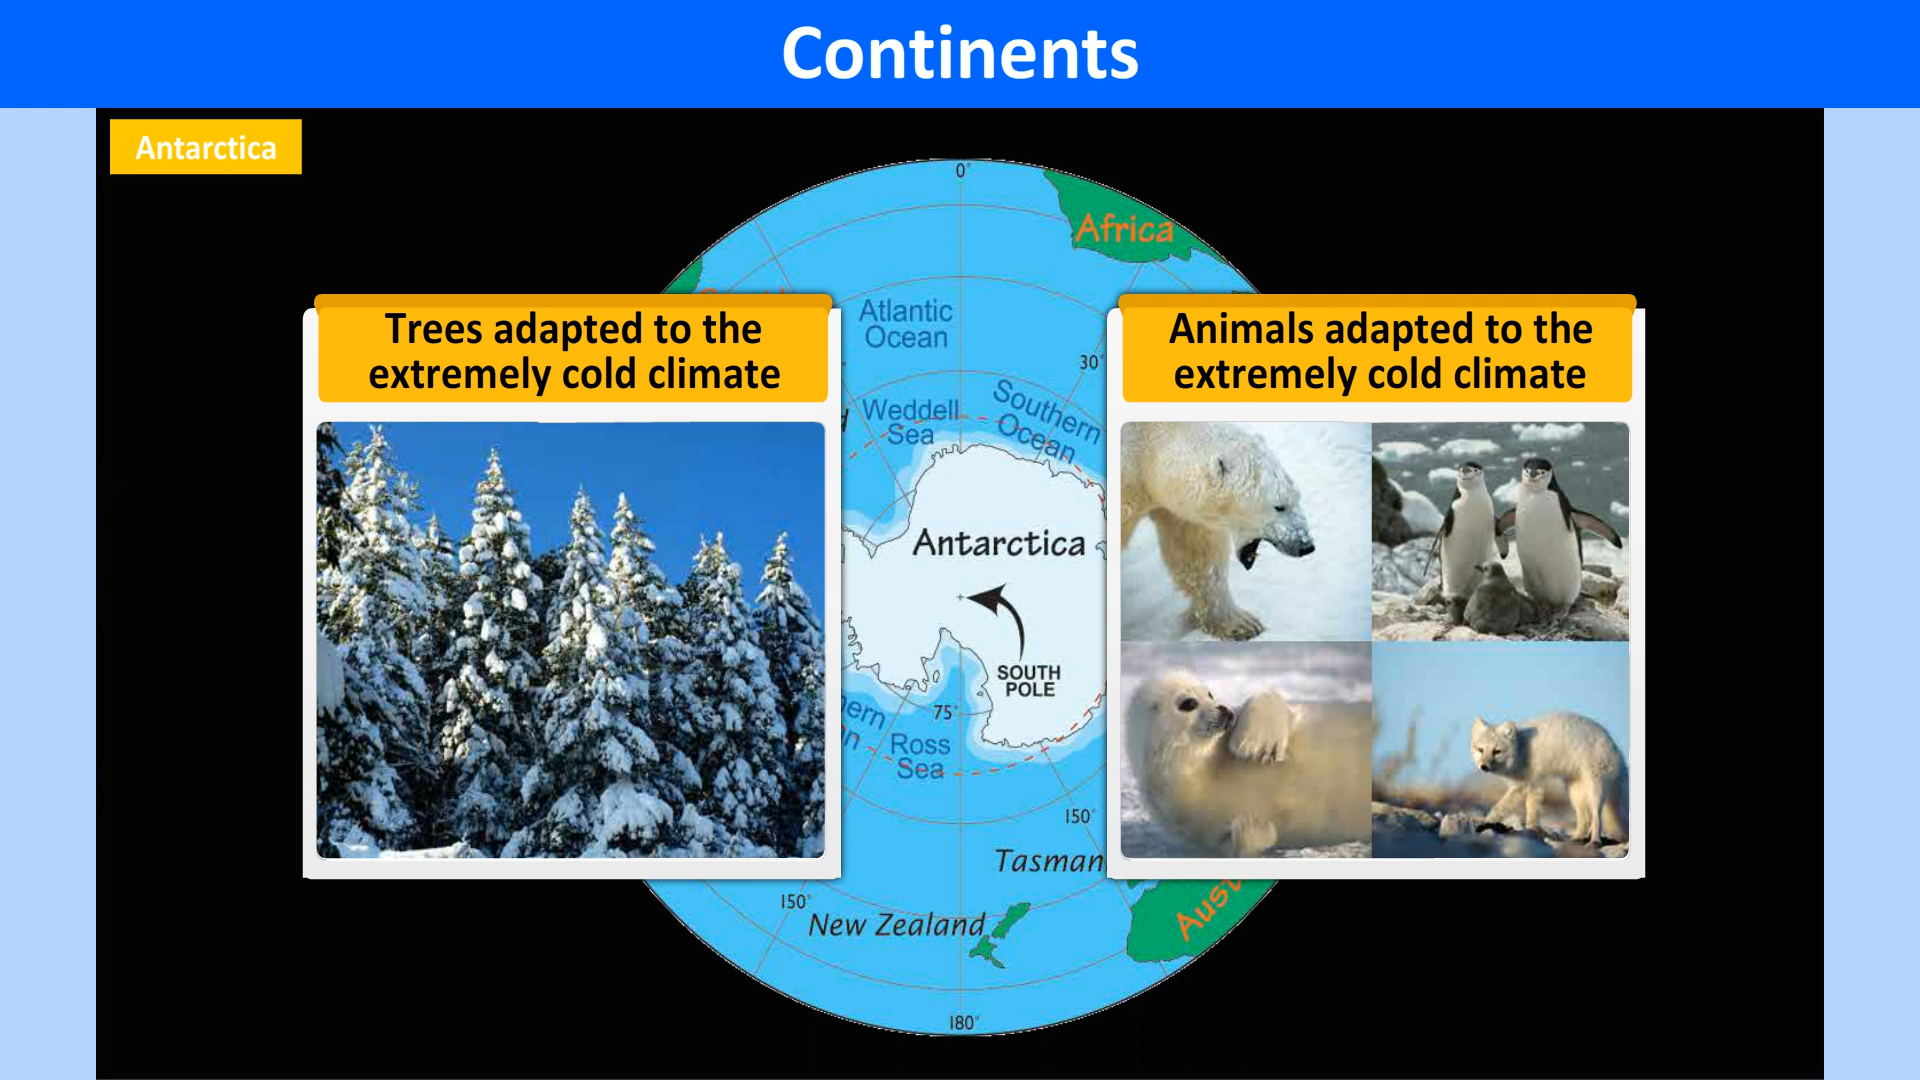 Continents
Antarctica
Trees adapted to the
extremely cold climate
Animals adapted to the
extremely cold climate
0°
Africa
Atlantic
Ocean
30°
Weddell
Sea
Southern
Ocean
Antarctica
SOUTH
POLE
75°
Ross
Sea
150°
Tasman
150°
New Zealand
180°